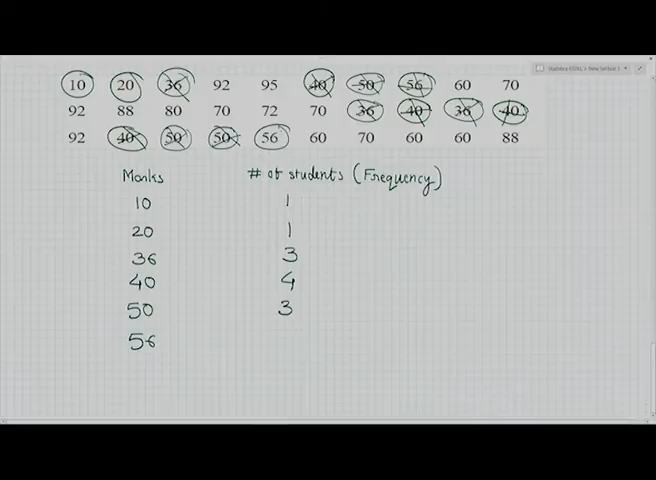 10 20 36 92 95 40 50 56 60 70
92 88 80 70 72 70 36 40 36 40
92 40 50 50 56 60 70 60 60 88
Marks # of students (Frequency)
10 1
20 1
36 3
40 4
50 3
56